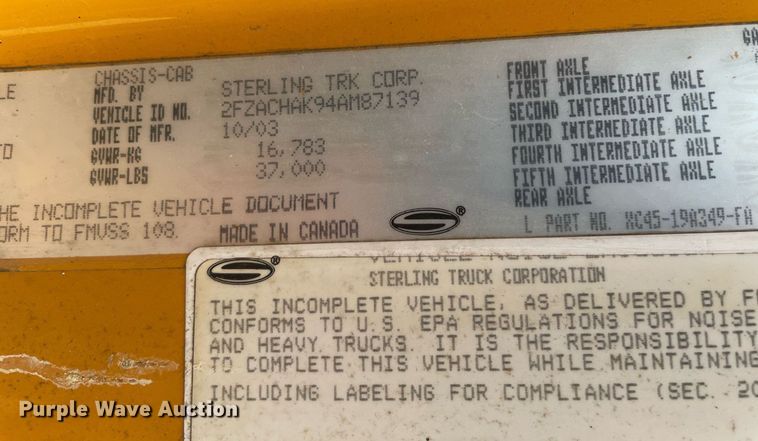 CHASSIS-CAB
MFD. BY STERLING TRK CORP.
VEHICLE ID NO. 2FZACHAK94AM87139
DATE OF MFR. 10/03
GVWR-KG 16,783
GVWR-LBS 37,000
FRONT AXLE
FIRST INTERMEDIATE AXLE
SECOND INTERMEDIATE AXLE
THIRD INTERMEDIATE AXLE
FOURTH INTERMEDIATE AXLE
FIFTH INTERMEDIATE AXLE
REAR AXLE
GA
LE
TO
HE INCOMPLETE VEHICLE DOCUMENT
ORM TO FMVSS 108. MADE IN CANADA S® L PART NO. XC45-19A349-FA
S®
STERLING TRUCK CORPORATION
THIS INCOMPLETE VEHICLE, AS DELIVERED BY F
CONFORMS TO U.S. EPA REGULATIONS FOR NOISE
AND HEAVY TRUCKS. IT IS THE RESPONSIBILITY
TO COMPLETE THIS VEHICLE WHILE MAINTAINING
INCLUDING LABELING FOR COMPLIANCE (SEC. 20
Purple Wave Auction